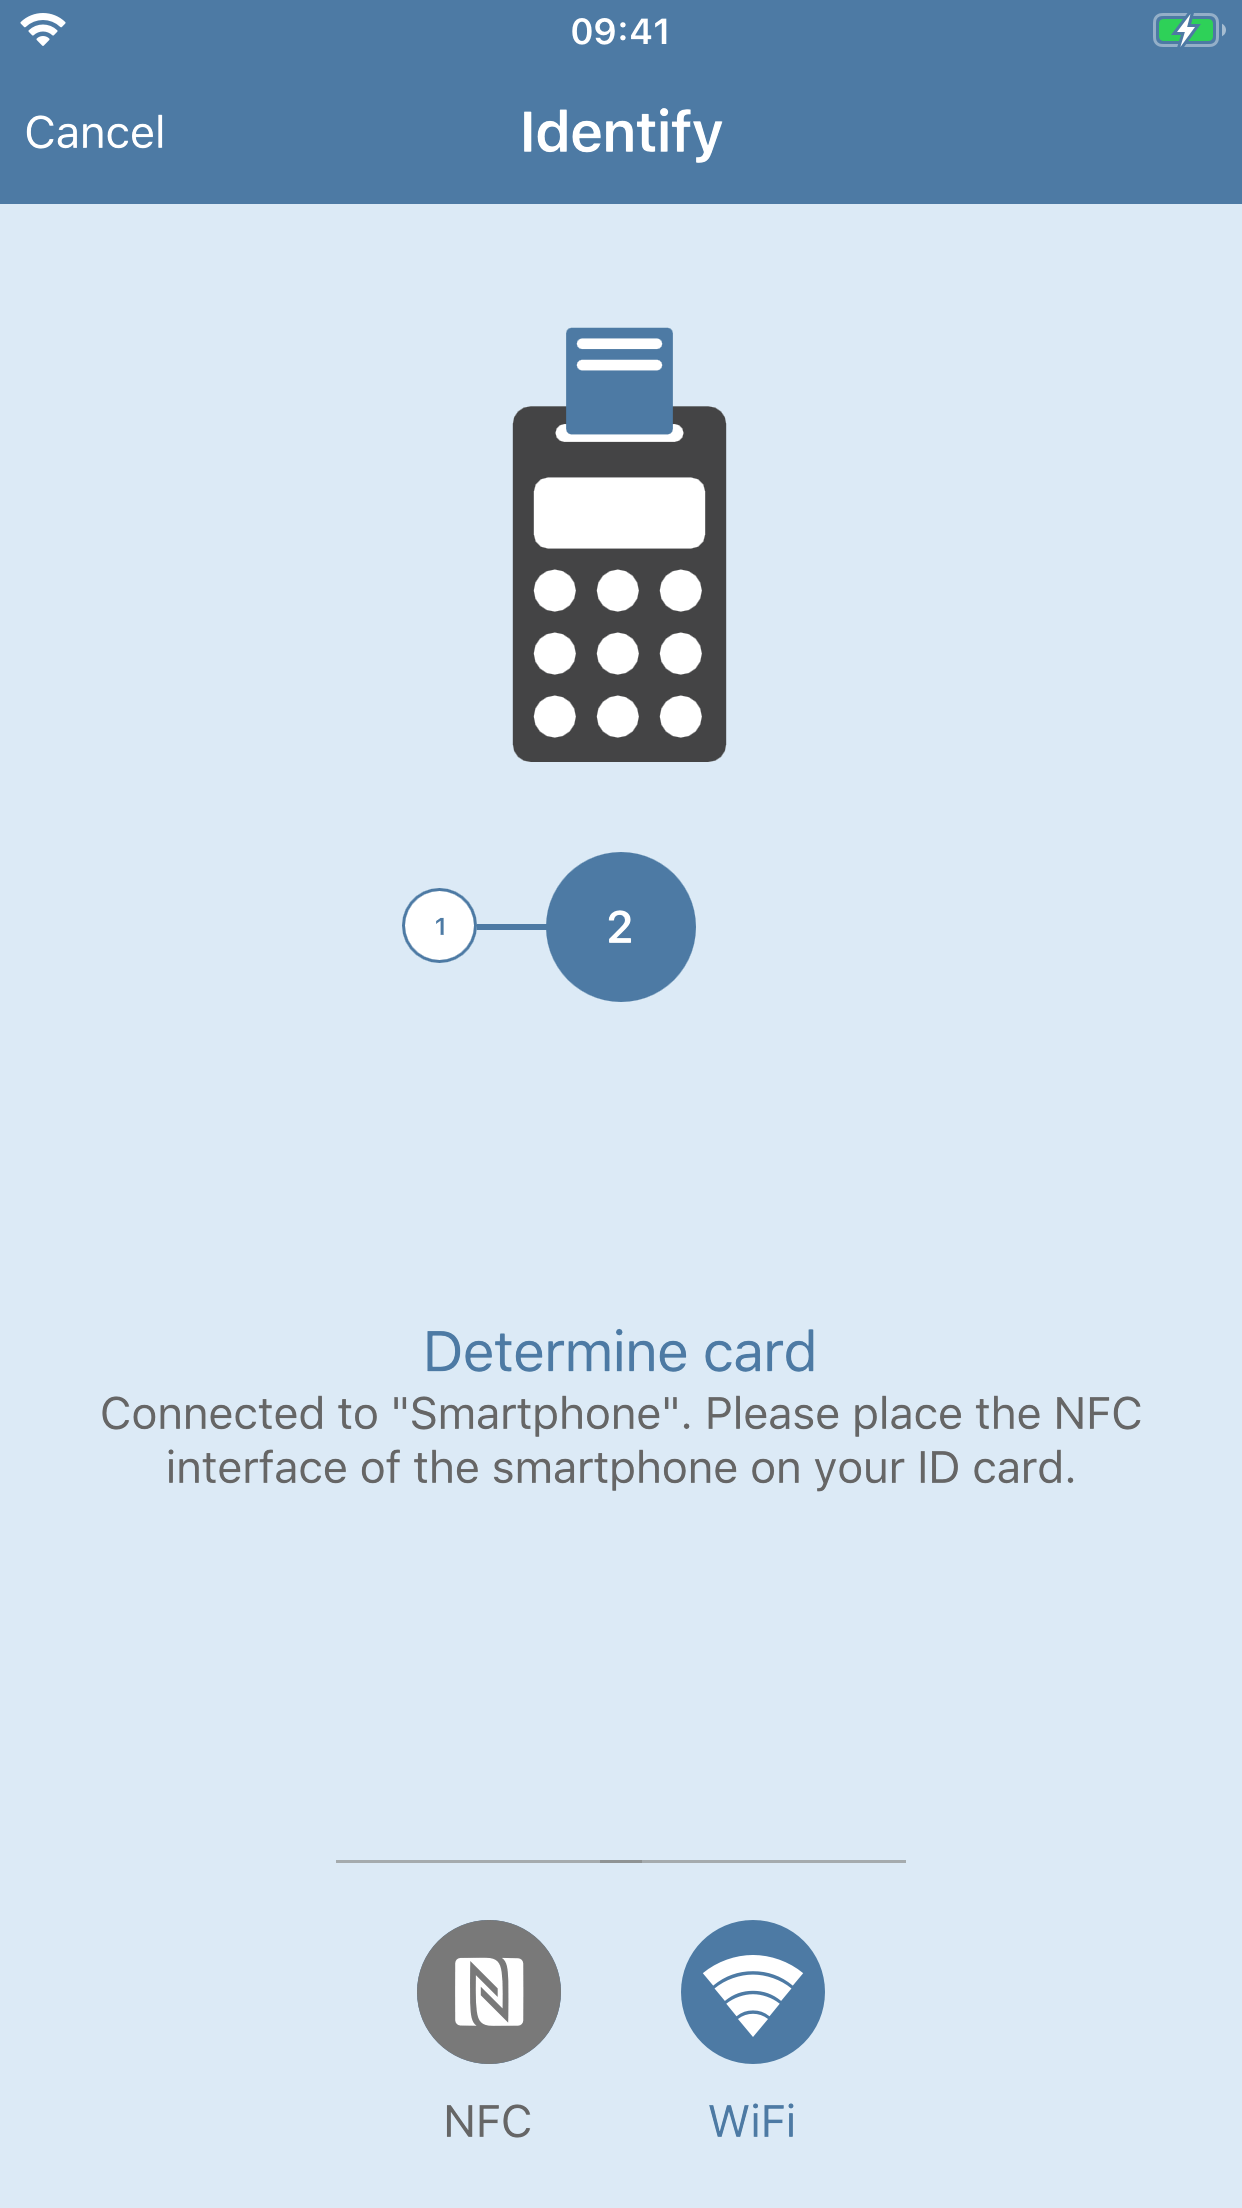 09:41
Cancel
Identify
1
2
Determine card
Connected to "Smartphone". Please place the NFC
interface of the smartphone on your ID card.
NFC
WiFi